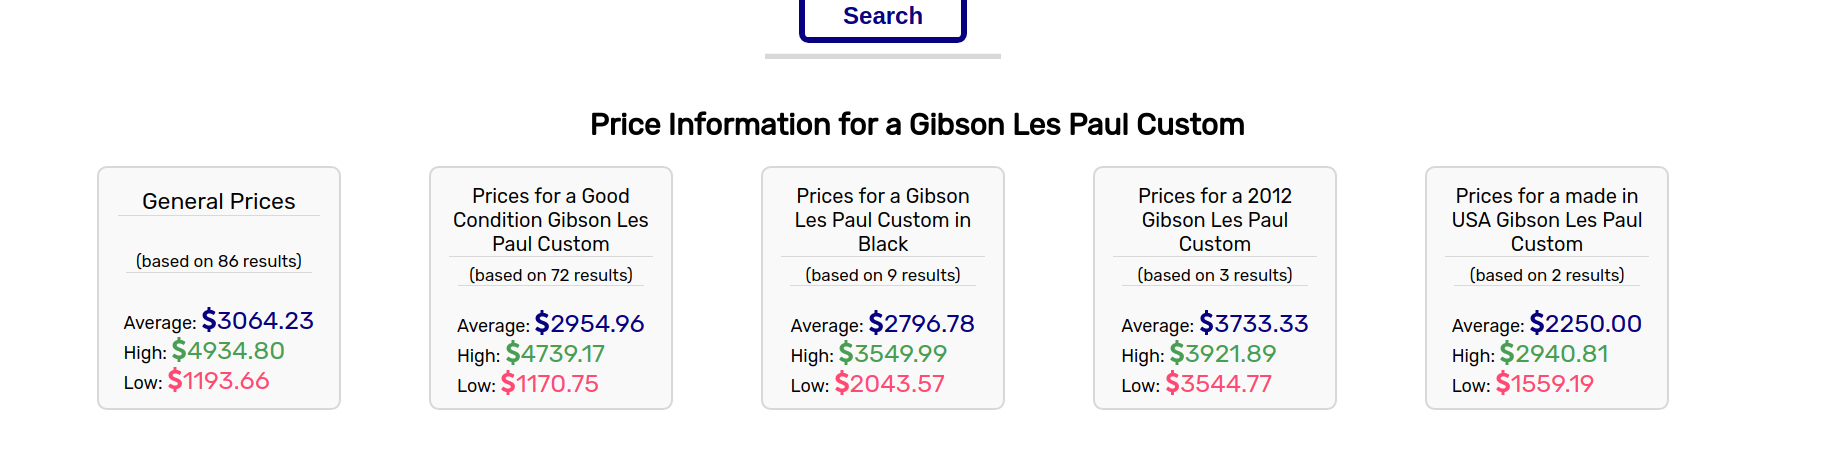 Search
Price Information for a Gibson Les Paul Custom
General Prices
(based on 86 results)
Average: $3064.23
High: $4934.80
Low: $1193.66
Prices for a Good
Condition Gibson Les
Paul Custom
(based on 72 results)
Average: $2954.96
High: $4739.17
Low: $1170.75
Prices for a Gibson
Les Paul Custom in
Black
(based on 9 results)
Average: $2796.78
High: $3549.99
Low: $2043.57
Prices for a 2012
Gibson Les Paul
Custom
(based on 3 results)
Average: $3733.33
High: $3921.89
Low: $3544.77
Prices for a made in
USA Gibson Les Paul
Custom
(based on 2 results)
Average: $2250.00
High: $2940.81
Low: $1559.19